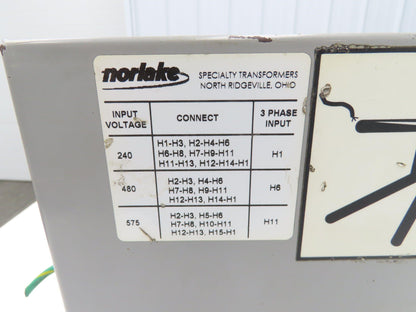 norlake
SPECIALTY TRANSFORMERS
NORTH RIDGEVILLE, OHIO
INPUT VOLTAGE CONNECT 3 PHASE INPUT
240 H1-H3, H2-H4-H6 H1
H6-H8, H7-H9-H11
H11-H13, H12-H14-H1
480 H2-H3, H4-H6 H6
H7-H8, H9-H11
H12-H13, H14-H1
575 H2-H3, H5-H6 H11
H7-H8, H10-H11
H12-H13, H15-H1